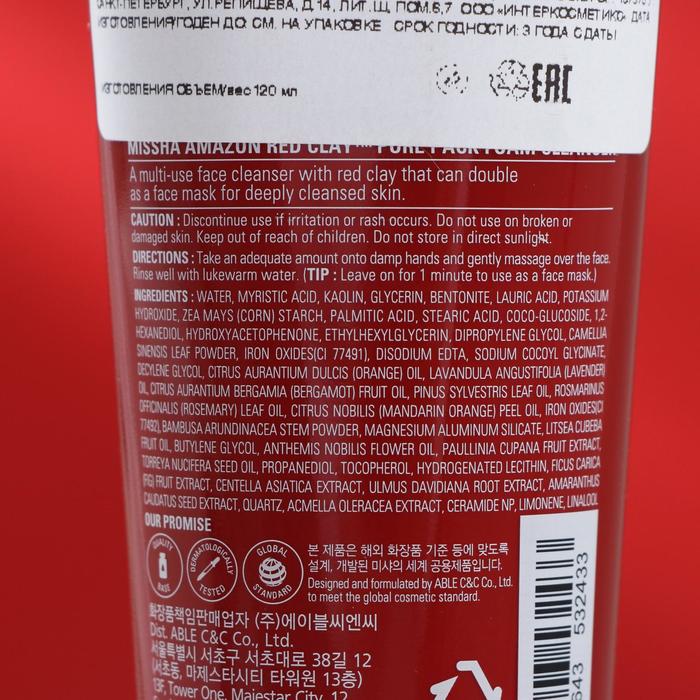 САНКТ-ПЕТЕРБУРГ, УЛ.РЕПИЩЕВА, Д.14, ЛИТ.Щ, ПОМ.6,7 ООО «ИНТЕРКОСМЕТИК» ДАТА
ИЗГОТОВЛЕНИЯ/ГОДЕН ДО: СМ. НА УПАКОВКЕ СРОК ГОДНОСТИ: 3 ГОДА С ДАТЫ
ИЗГОТОВЛЕНИЯ ОБЪЕМ/вес 120 мл
EAC
MISSHA AMAZON RED CLAY™ PORE PACK FOAM CLEANSER
A multi-use face cleanser with red clay that can double
as a face mask for deeply cleansed skin.
CAUTION : Discontinue use if irritation or rash occurs. Do not use on broken or
damaged skin. Keep out of reach of children. Do not store in direct sunlight.
DIRECTIONS : Take an adequate amount onto damp hands and gently massage over the face.
Rinse well with lukewarm water. (TIP : Leave on for 1 minute to use as a face mask.)
INGREDIENTS : WATER, MYRISTIC ACID, KAOLIN, GLYCERIN, BENTONITE, LAURIC ACID, POTASSIUM
HYDROXIDE, ZEA MAYS (CORN) STARCH, PALMITIC ACID, STEARIC ACID, COCO-GLUCOSIDE, 1,2-
HEXANEDIOL, HYDROXYACETOPHENONE, ETHYLHEXYLGLYCERIN, DIPROPYLENE GLYCOL, CAMELLIA
SINENSIS LEAF POWDER, IRON OXIDES(CI 77491), DISODIUM EDTA, SODIUM COCOYL GLYCINATE,
DECYLENE GLYCOL, CITRUS AURANTIUM DULCIS (ORANGE) OIL, LAVANDULA ANGUSTIFOLIA (LAVENDER)
OIL, CITRUS AURANTIUM BERGAMIA (BERGAMOT) FRUIT OIL, PINUS SYLVESTRIS LEAF OIL, ROSMARINUS
OFFICINALIS (ROSEMARY) LEAF OIL, CITRUS NOBILIS (MANDARIN ORANGE) PEEL OIL, IRON OXIDES(CI
77492), BAMBUSA ARUNDINACEA STEM POWDER, MAGNESIUM ALUMINUM SILICATE, LITSEA CUBEBA
FRUIT OIL, BUTYLENE GLYCOL, ANTHEMIS NOBILIS FLOWER OIL, PAULLINIA CUPANA FRUIT EXTRACT,
TORREYA NUCIFERA SEED OIL, PROPANEDIOL, TOCOPHEROL, HYDROGENATED LECITHIN, FICUS CARICA
(FIG) FRUIT EXTRACT, CENTELLA ASIATICA EXTRACT, ULMUS DAVIDIANA ROOT EXTRACT, AMARANTHUS
CAUDATUS SEED EXTRACT, QUARTZ, ACMELLA OLERACEA EXTRACT, CERAMIDE NP, LIMONENE, LINALOOL
OUR PROMISE
QUALITY BASE
DERMATOLOGICALLY TESTED
GLOBAL STANDARD
본 제품은 해외 화장품 기준 등에 맞도록
설계, 개발된 미샤의 세계 공용제품입니다.
Designed and formulated by ABLE C&C Co., Ltd.
to meet the global cosmetic standard.
화장품책임판매업자 (주)에이블씨엔씨
Dist. ABLE C&C Co., Ltd.
서울특별시 서초구 서초대로 38길 12
(서초동, 마제스타시티 타워원 13층)
13F, Tower One, Majestar City, 12,
643 532433